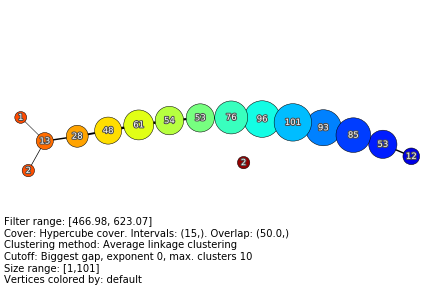 1
13
28
48
61
54
53
76
96
101
93
85
53
12
2
2
Filter range: [466.98, 623.07]
Cover: Hypercube cover. Intervals: (15,). Overlap: (50.0,)
Clustering method: Average linkage clustering
Cutoff: Biggest gap, exponent 0, max. clusters 10
Size range: [1,101]
Vertices colored by: default